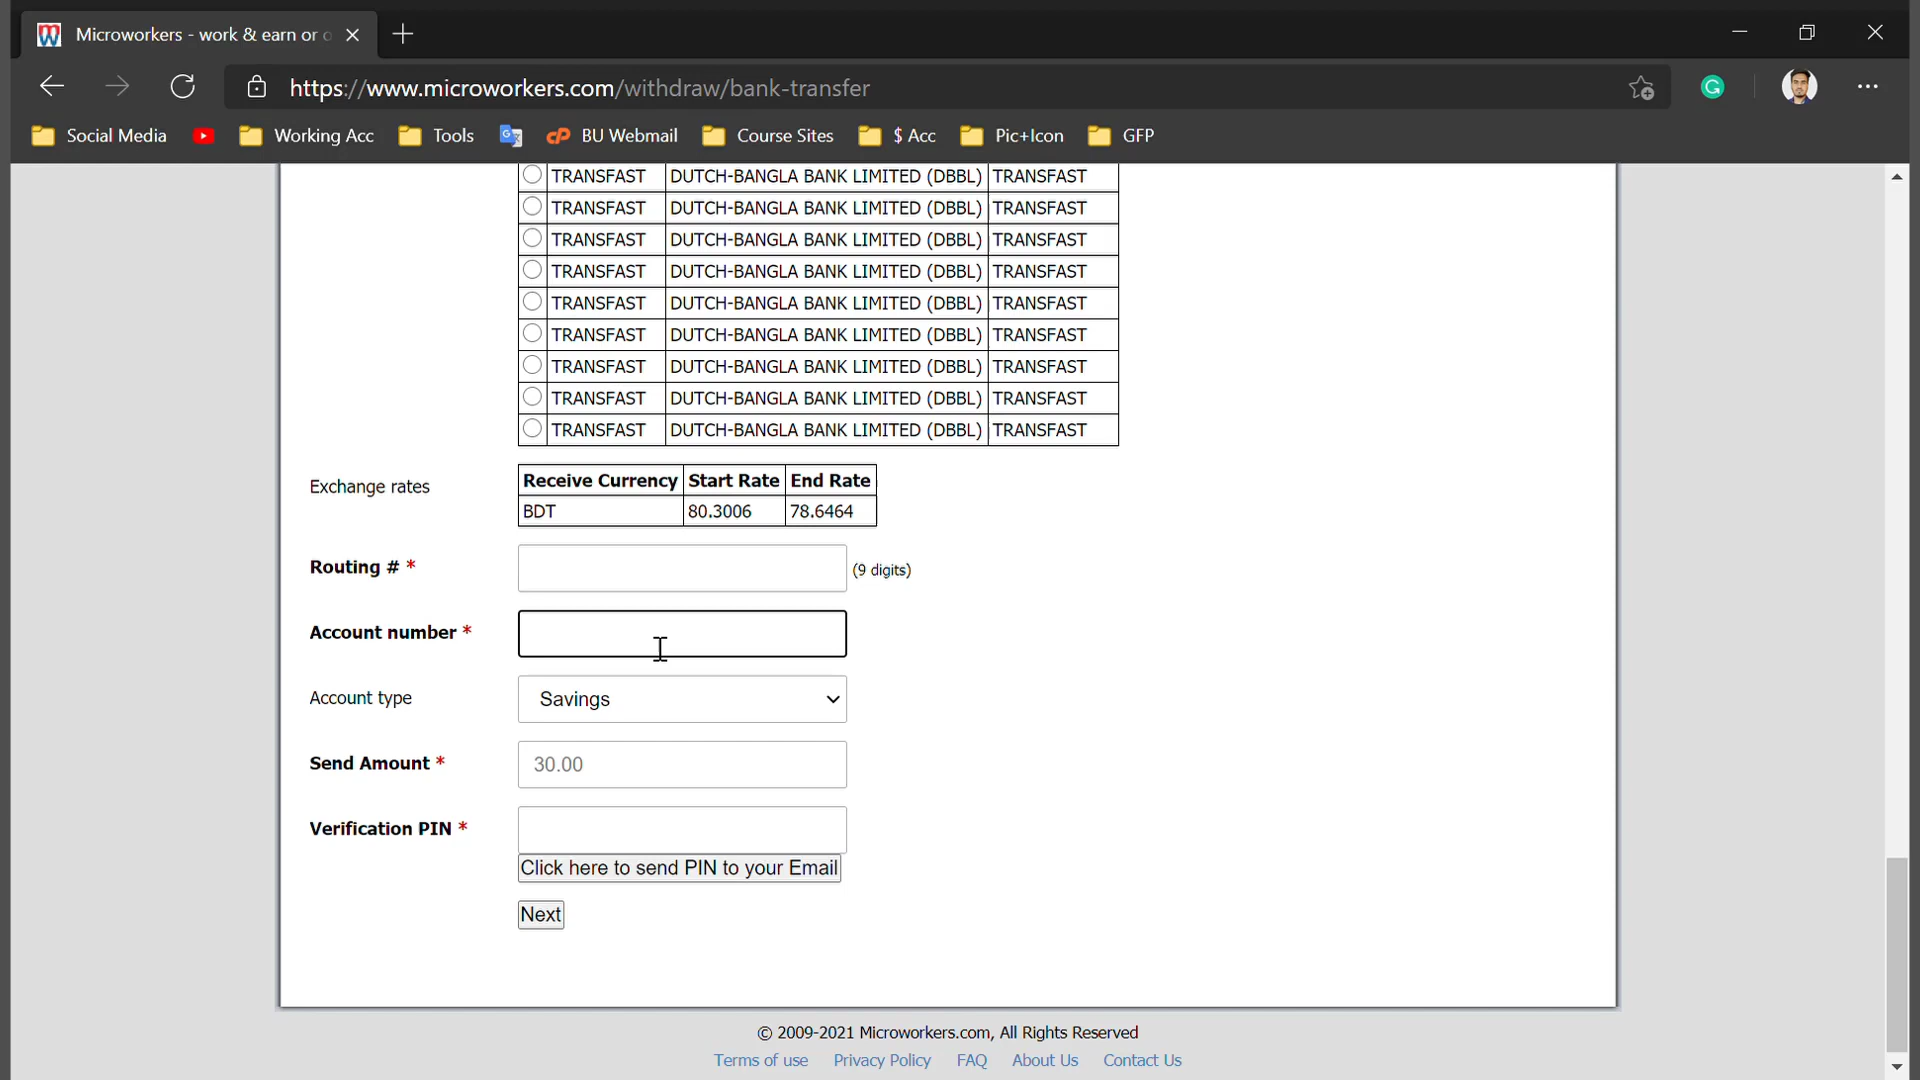 Microworkers - work & earn or o
https://www.microworkers.com/withdraw/bank-transfer
Social Media Working Acc Tools BU Webmail Course Sites $ Acc Pic+Icon GFP
TRANSFAST DUTCH-BANGLA BANK LIMITED (DBBL) TRANSFAST
TRANSFAST DUTCH-BANGLA BANK LIMITED (DBBL) TRANSFAST
TRANSFAST DUTCH-BANGLA BANK LIMITED (DBBL) TRANSFAST
TRANSFAST DUTCH-BANGLA BANK LIMITED (DBBL) TRANSFAST
TRANSFAST DUTCH-BANGLA BANK LIMITED (DBBL) TRANSFAST
TRANSFAST DUTCH-BANGLA BANK LIMITED (DBBL) TRANSFAST
TRANSFAST DUTCH-BANGLA BANK LIMITED (DBBL) TRANSFAST
TRANSFAST DUTCH-BANGLA BANK LIMITED (DBBL) TRANSFAST
TRANSFAST DUTCH-BANGLA BANK LIMITED (DBBL) TRANSFAST
Receive Currency Start Rate End Rate
Exchange rates
BDT 80.3006 78.6464
Routing # * (9 digits)
Account number *
Account type Savings
Send Amount * 30.00
Verification PIN *
Click here to send PIN to your Email
Next
© 2009-2021 Microworkers.com, All Rights Reserved
Terms of use Privacy Policy FAQ About Us Contact Us